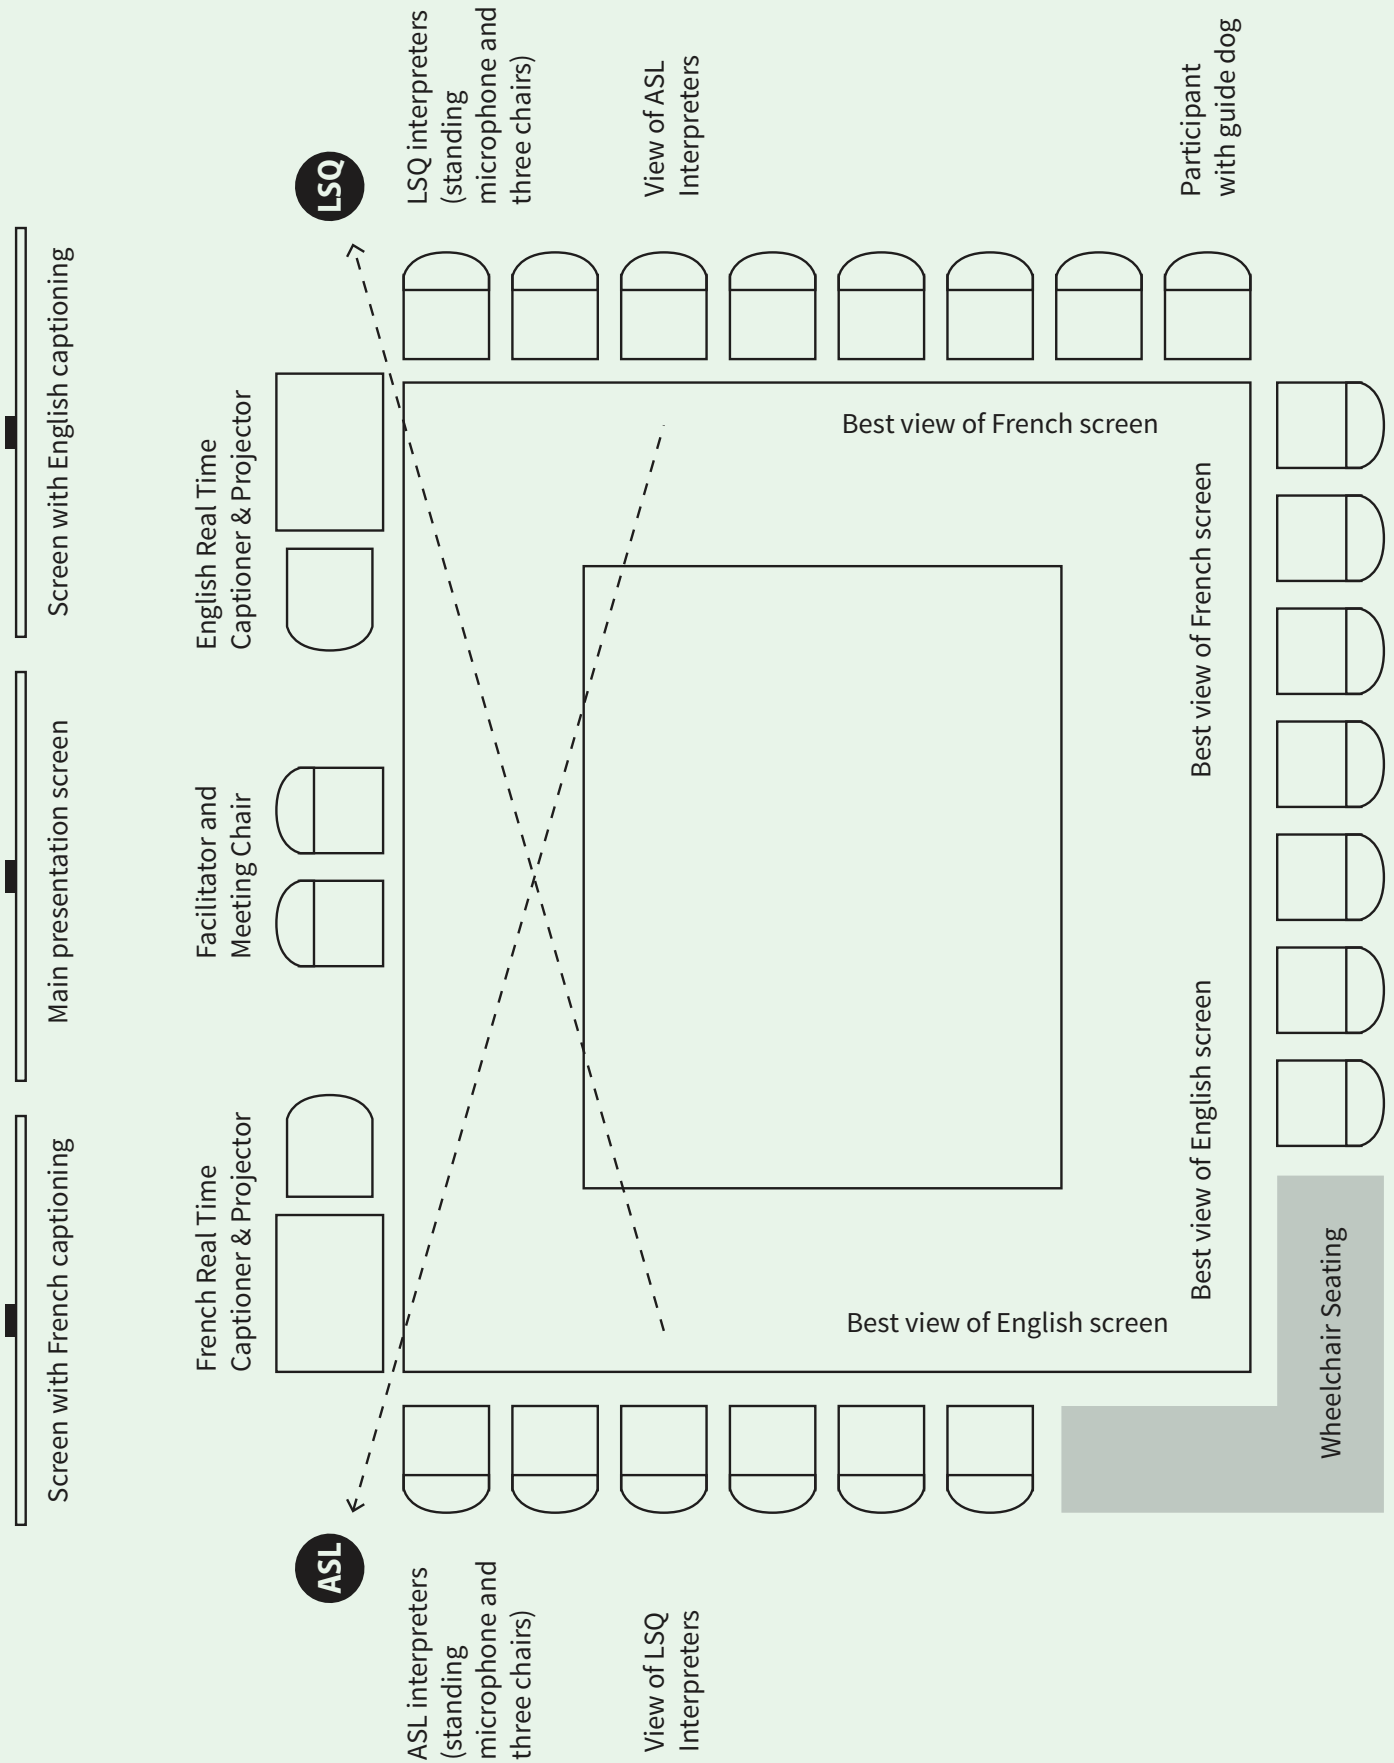 Screen with French captioning
Main presentation screen
Screen with English captioning
French Real Time
Captioner & Projector
Facilitator and
Meeting Chair
English Real Time
Captioner & Projector
ASL
LSQ
ASL interpreters
(standing
microphone and
three chairs)
LSQ interpreters
(standing
microphone and
three chairs)
View of LSQ
Interpreters
View of ASL
Interpreters
Best view of English screen
Best view of French screen
Best view of English screen
Best view of French screen
Participant
with guide dog
Wheelchair Seating